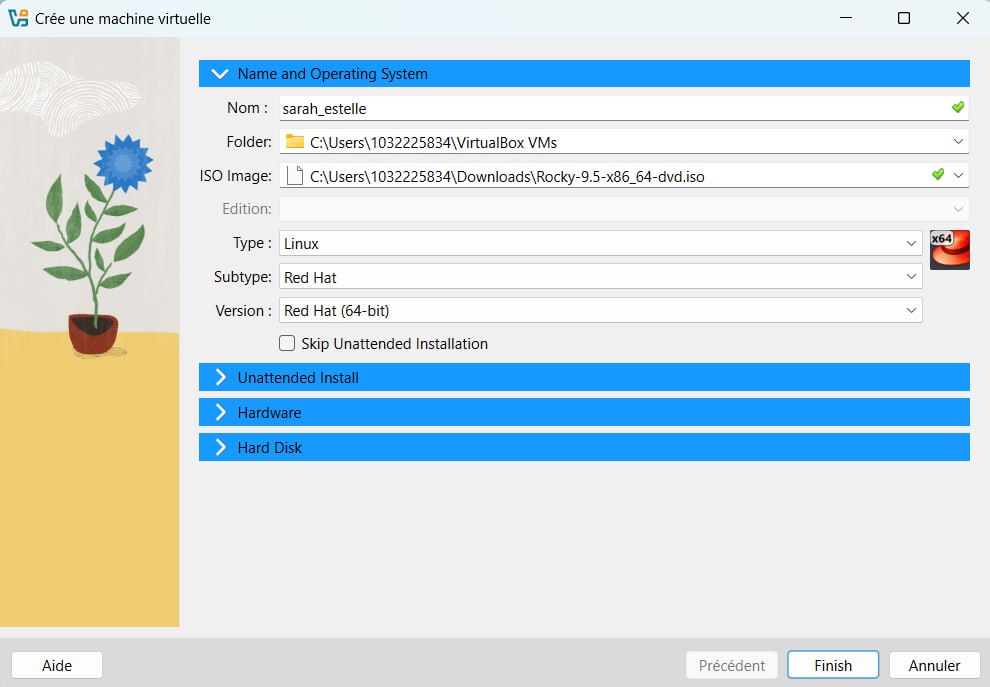 Crée une machine virtuelle
Name and Operating System
Nom : sarah_estelle
Folder: C:\Users\1032225834\VirtualBox VMs
ISO Image: C:\Users\1032225834\Downloads\Rocky-9.5-x86_64-dvd.iso
Edition:
Type : Linux
x64
Subtype: Red Hat
Version : Red Hat (64-bit)
Skip Unattended Installation
Unattended Install
Hardware
Hard Disk
Aide Précédent Finish Annuler